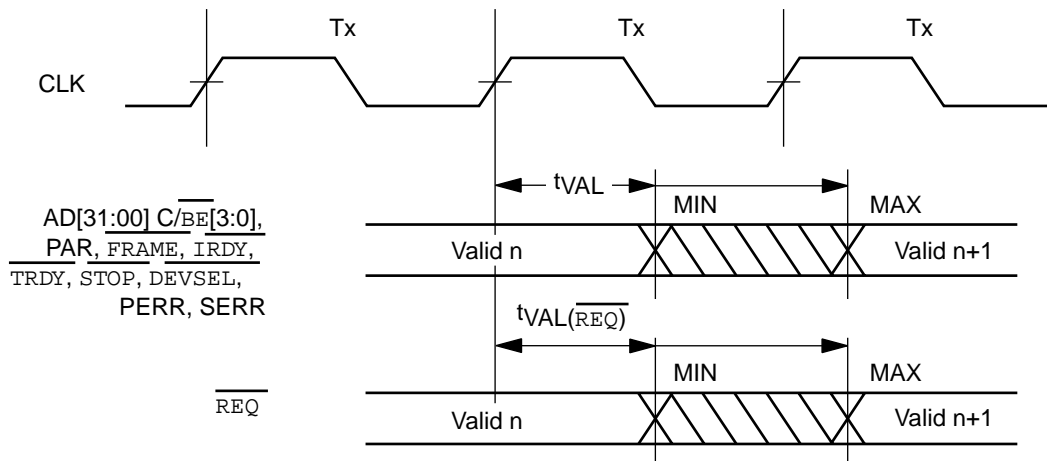 Tx Tx Tx
CLK
tVAL
MIN MAX
AD[31:00] C/BE[3:0],
PAR, FRAME, IRDY,
TRDY, STOP, DEVSEL,
PERR, SERR
Valid n Valid n+1
tVAL(REQ)
MIN MAX
REQ
Valid n Valid n+1